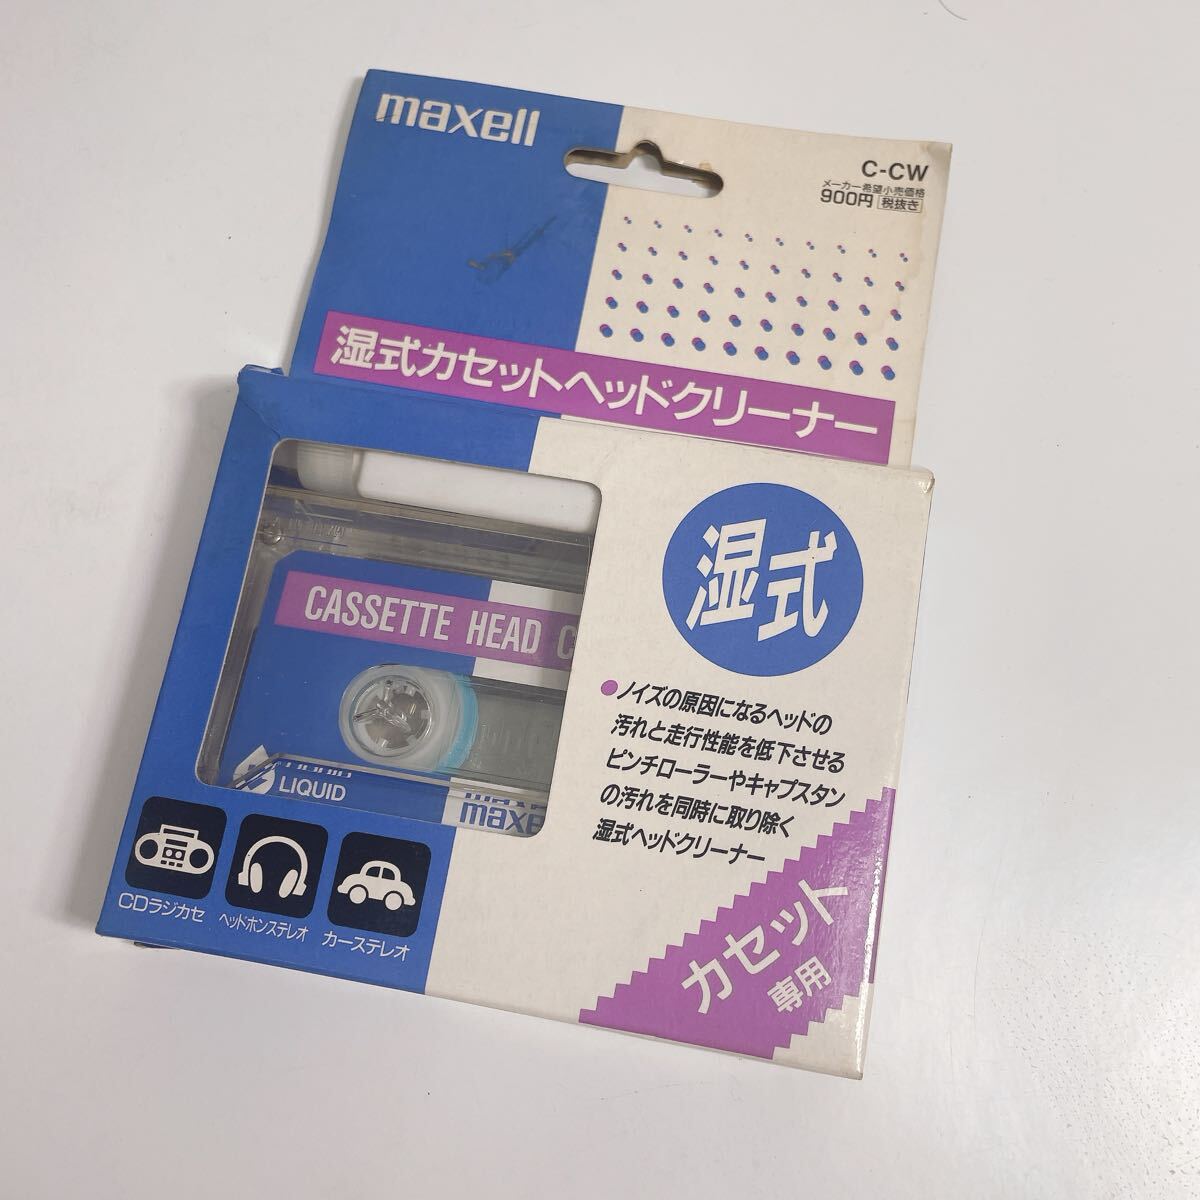 maxell
C-CW
メーカー希望小売価格
900円 税抜き
湿式カセットヘッドクリーナー
湿式
CASSETTE HEAD C
●ノイズの原因になるヘッドの
汚れと走行性能を低下させる
ピンチローラーやキャプスタン
の汚れを同時に取り除く
湿式ヘッドクリーナー
LIQUID
maxe
CDラジカセ
ヘッドホンステレオ
カーステレオ
カセット
専用